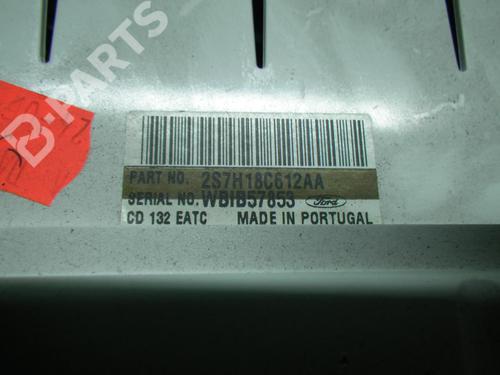 B-PARTS
PART NO. 2S7H18C612AA
SERIAL NO. WBIB57853 Ford
CD 132 EATC MADE IN PORTUGAL